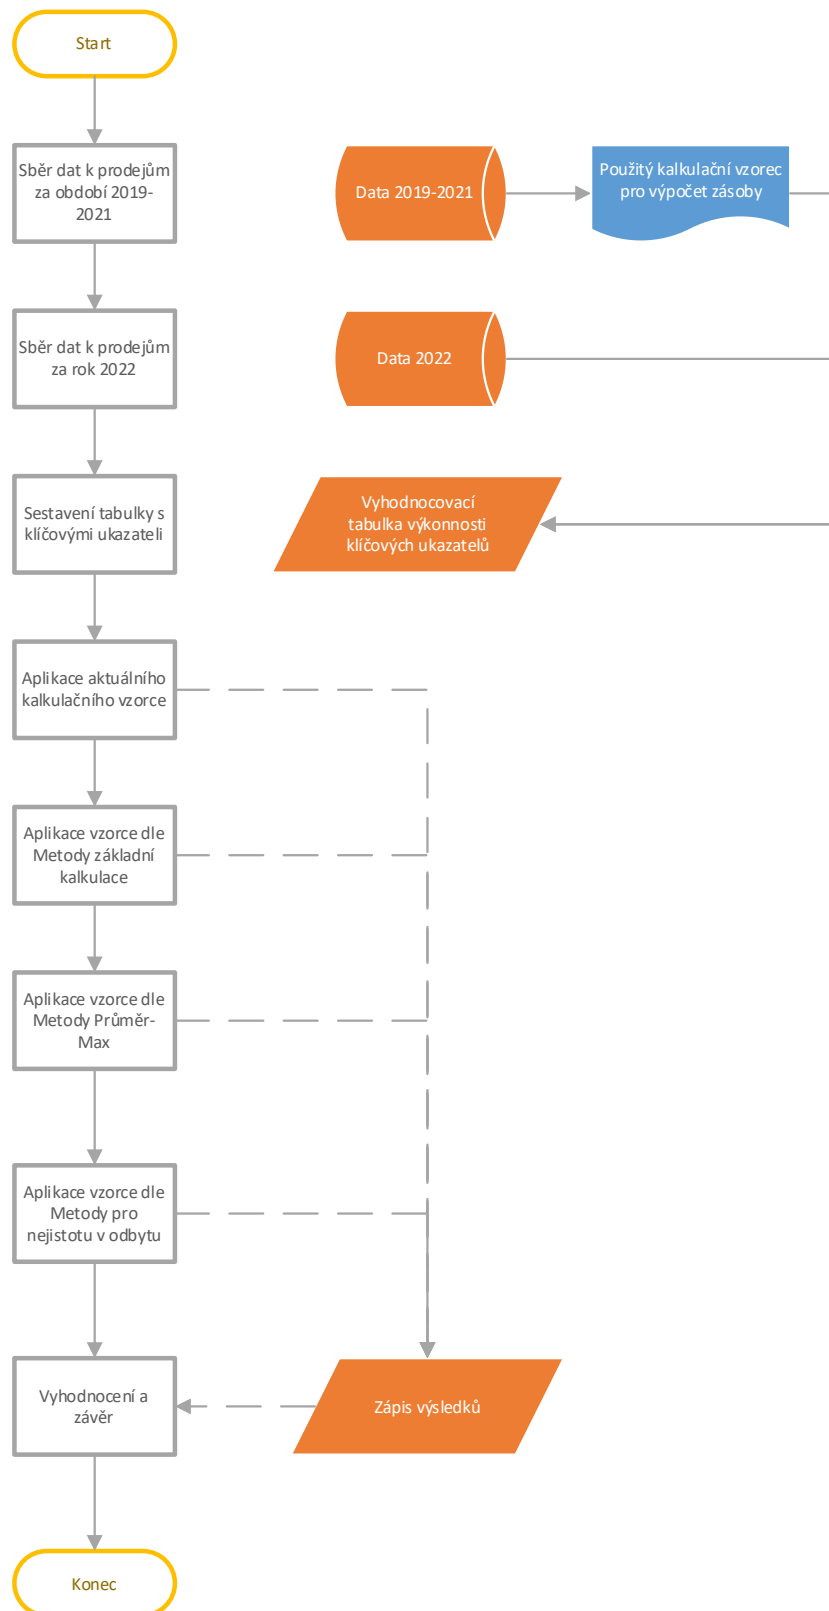 Start
Sběr dat k prodejům
za období 2019-
2021
Data 2019-2021
Použitý kalkulační vzorec
pro výpočet zásoby
Sběr dat k prodejům
za rok 2022
Data 2022
Sestavení tabulky s
klíčovými ukazateli
Vyhodnocovací
tabulka výkonnosti
klíčových ukazatelů
Aplikace aktuálního
kalkulačního vzorce
Aplikace vzorce dle
Metody základní
kalkulace
Aplikace vzorce dle
Metody Průměr-
Max
Aplikace vzorce dle
Metody pro
nejistotu v odbytu
Vyhodnocení a
závěr
Zápis výsledků
Konec